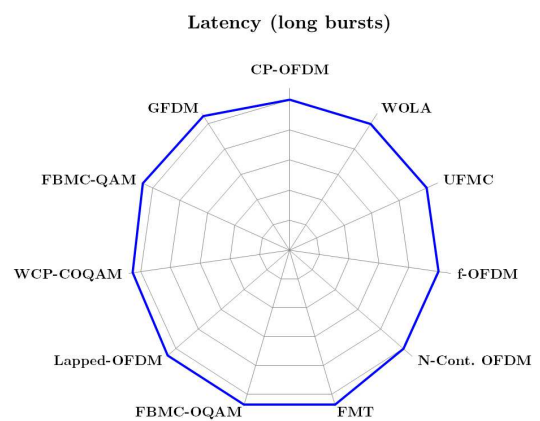 Latency (long bursts)
CP-OFDM
GFDM
WOLA
FBMC-QAM
UFMC
WCP-COQAM
f-OFDM
Lapped-OFDM
N-Cont. OFDM
FBMC-OQAM
FMT